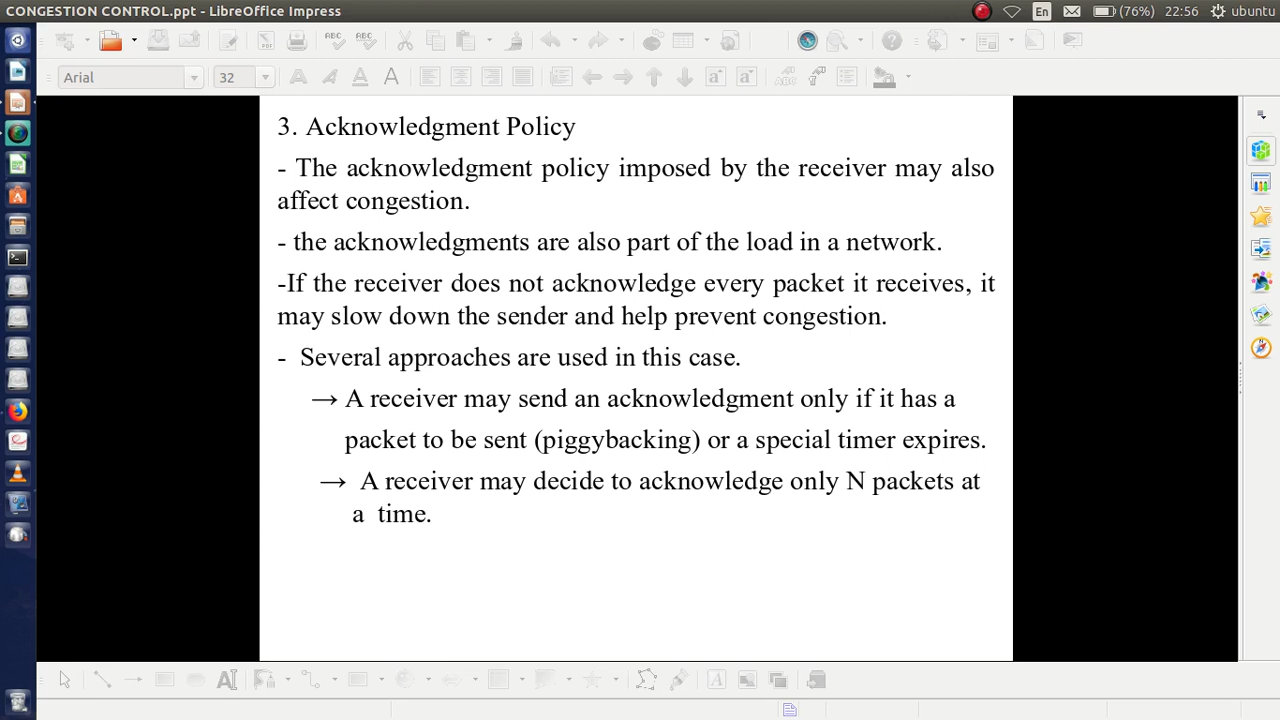 CONGESTION CONTROL.ppt - LibreOffice Impress
En
(76%)
22:56
ubuntu
Arial
32
3. Acknowledgment Policy
- The acknowledgment policy imposed by the receiver may also
affect congestion.
- the acknowledgments are also part of the load in a network.
-If the receiver does not acknowledge every packet it receives, it
may slow down the sender and help prevent congestion.
- Several approaches are used in this case.
→ A receiver may send an acknowledgment only if it has a
packet to be sent (piggybacking) or a special timer expires.
→ A receiver may decide to acknowledge only N packets at
a time.